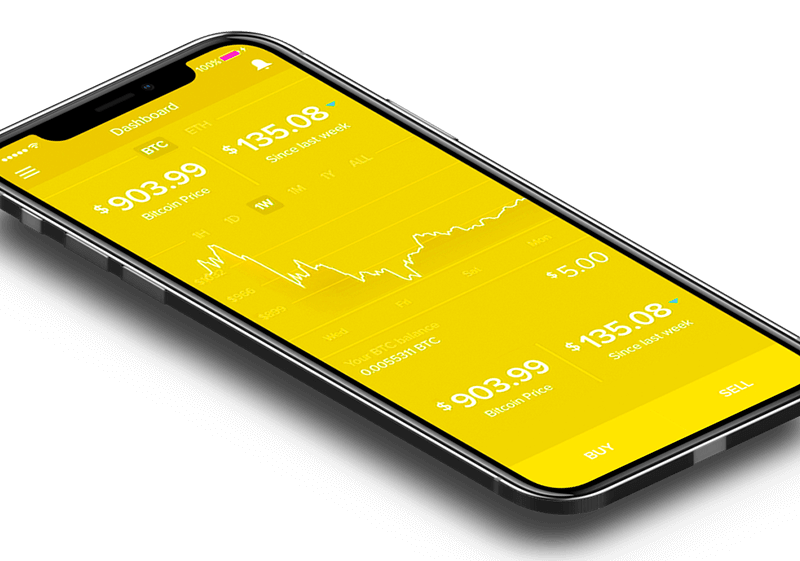 100%
Dashboard
BTC ETH
$903.99
Bitcoin Price
$135.08
Since last week
1H 1D 1W 1M 1Y ALL
$966
$899
Wed Fri Sat Mon
Your BTC balance
0.0055311 BTC
$5.00
$903.99
Bitcoin Price
$135.08
Since last week
BUY
SELL